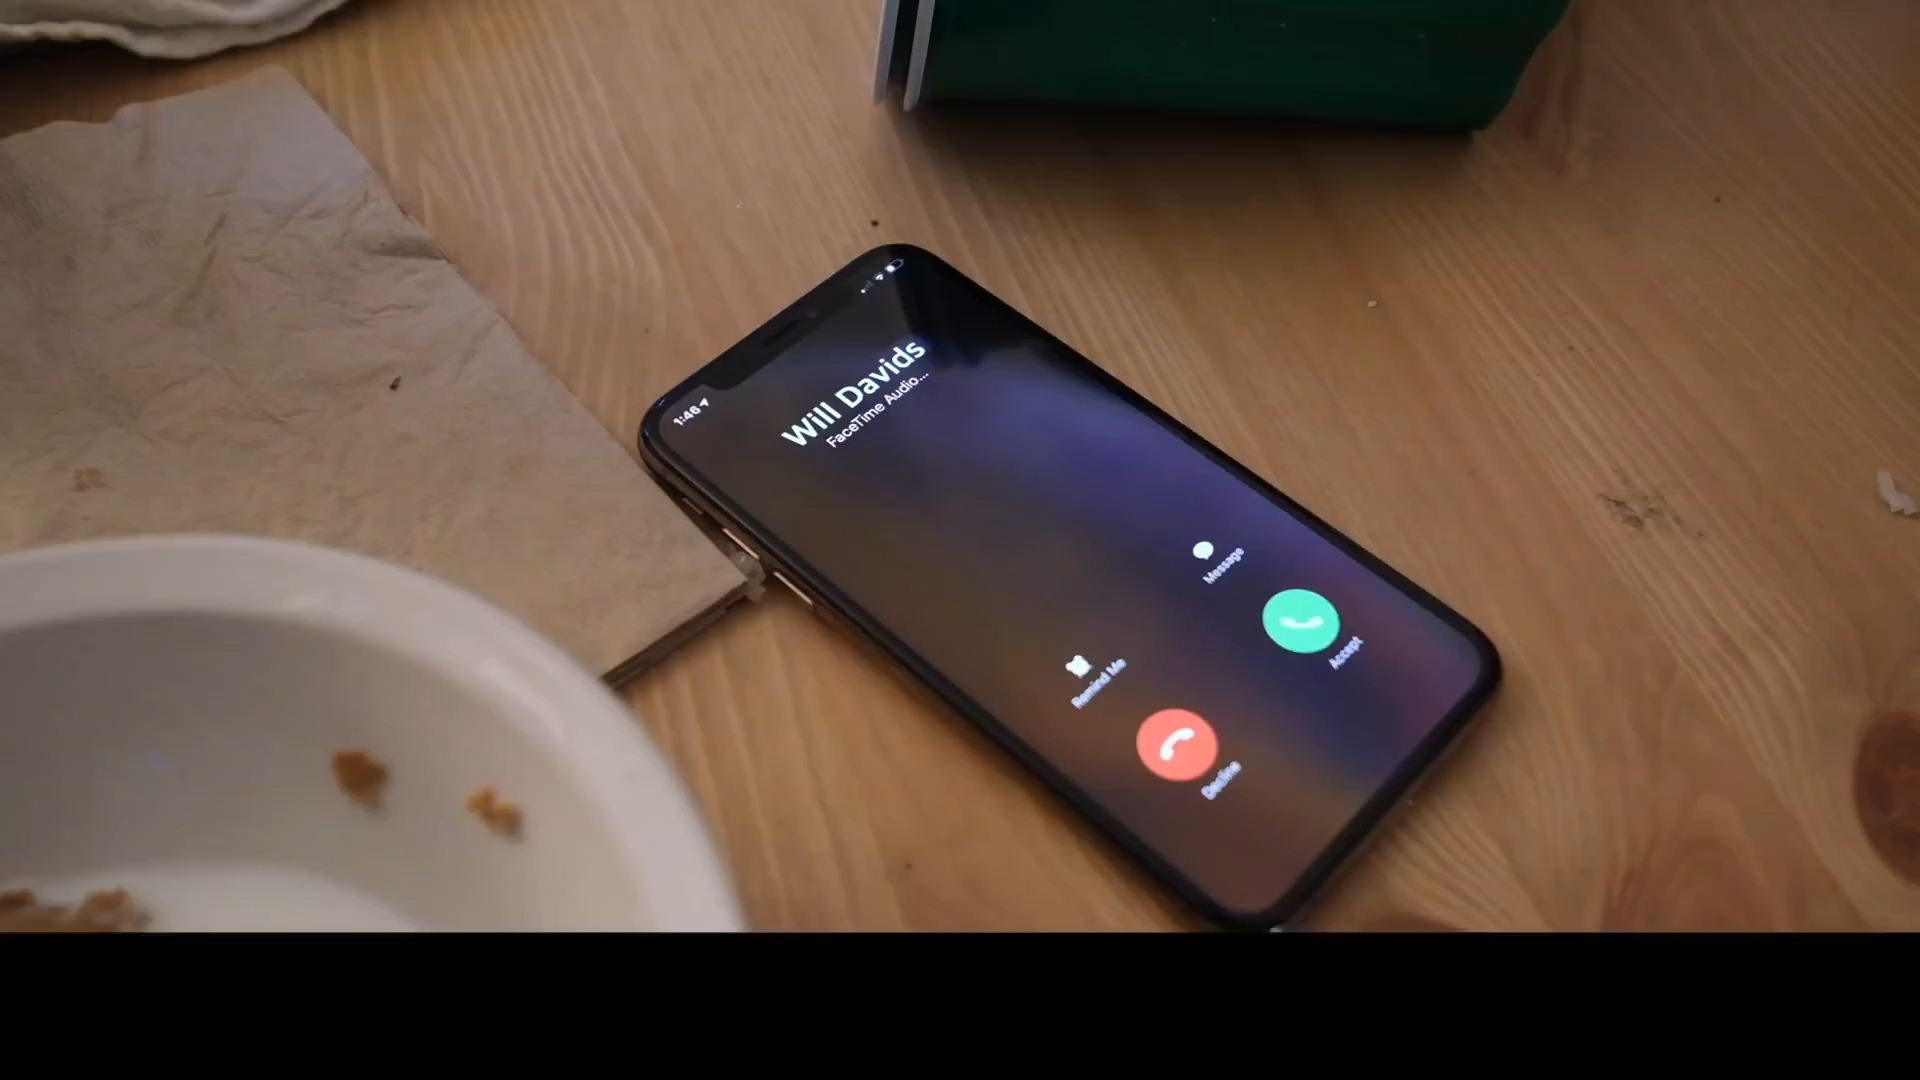 1:46
Will Davids
FaceTime Audio...
Message
Remind Me
Accept
Decline